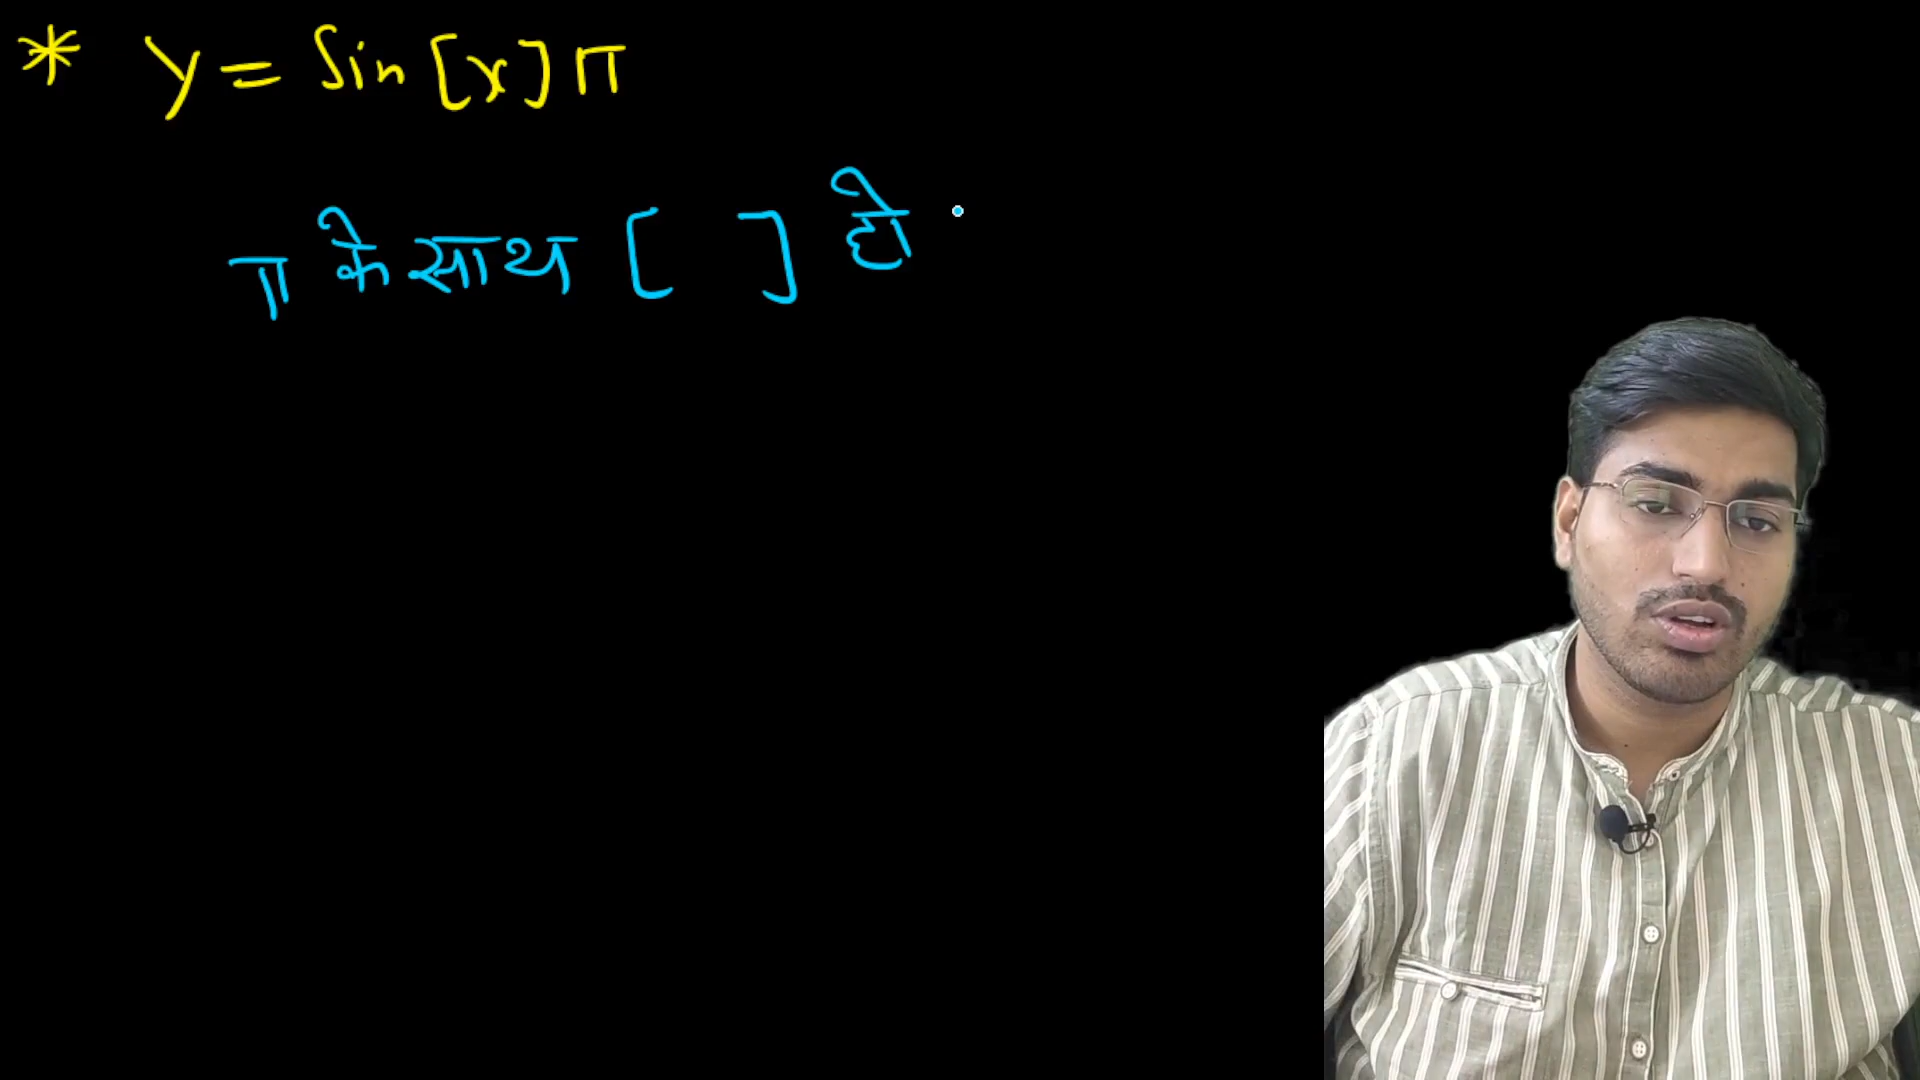 * y = Sin [x] π
π के साथ [ ] हो